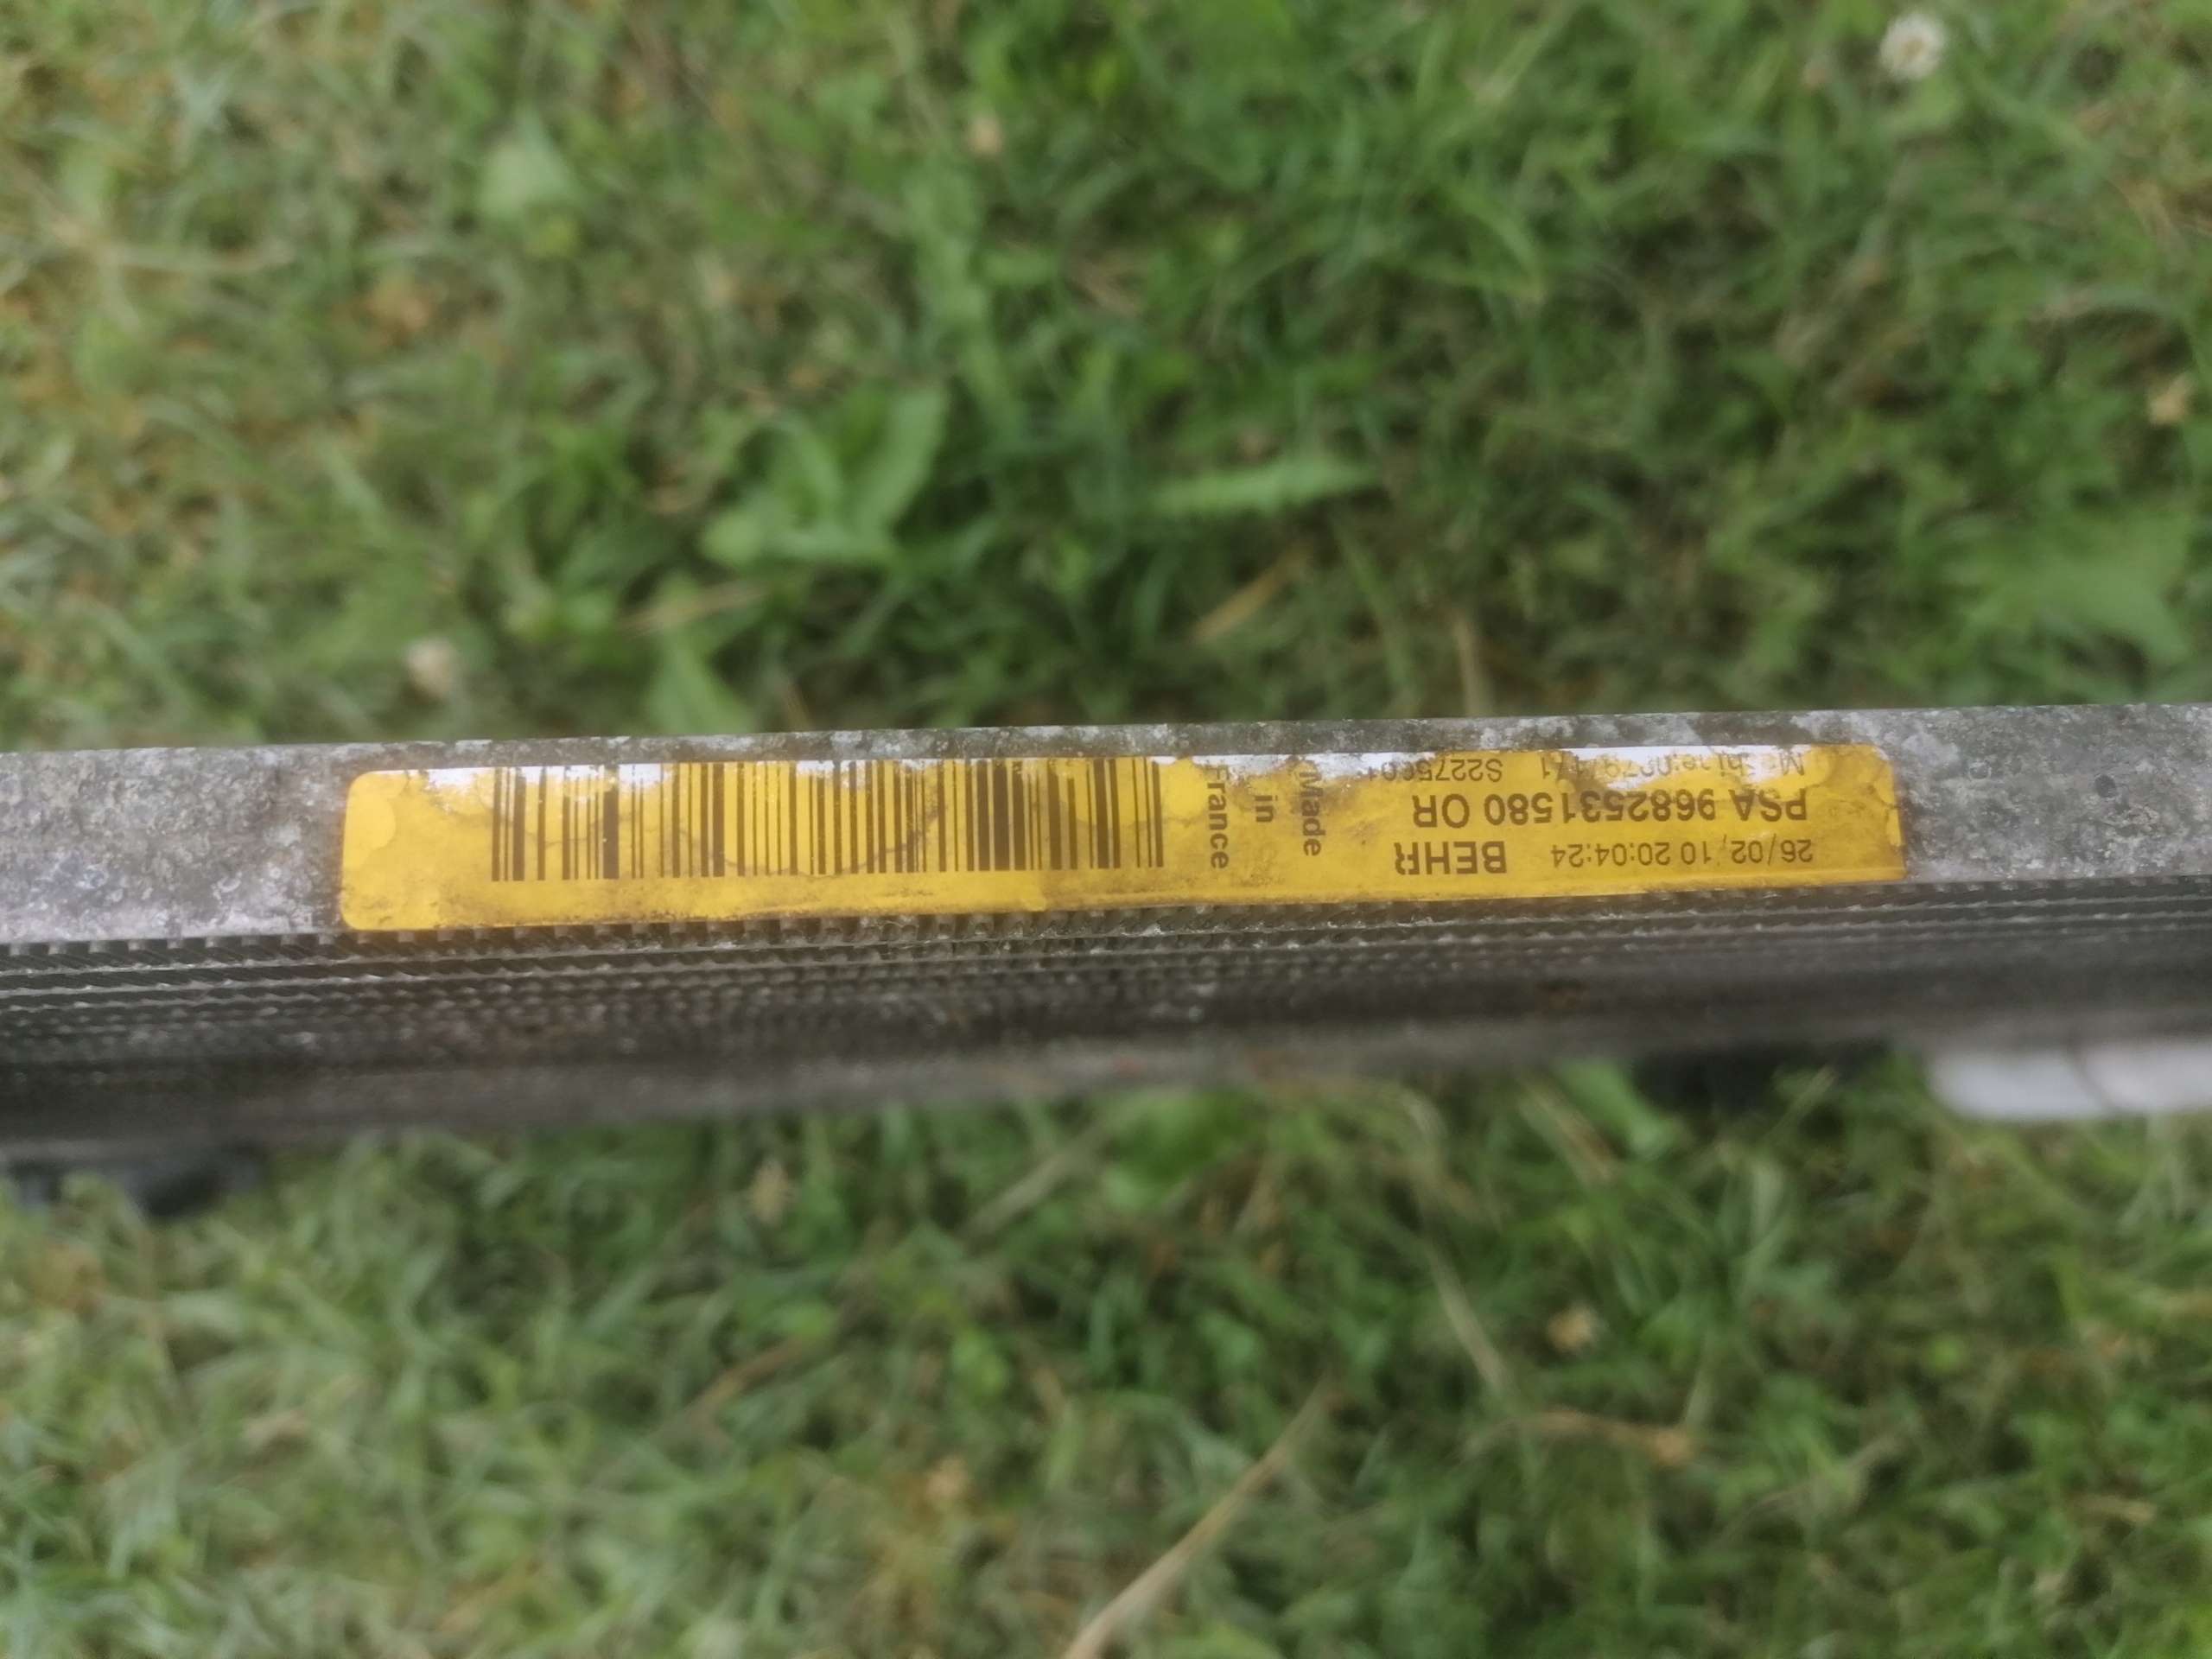 26/02/10 20:04:24 BEHR
PSA 9682531580 OR
Made
in
France